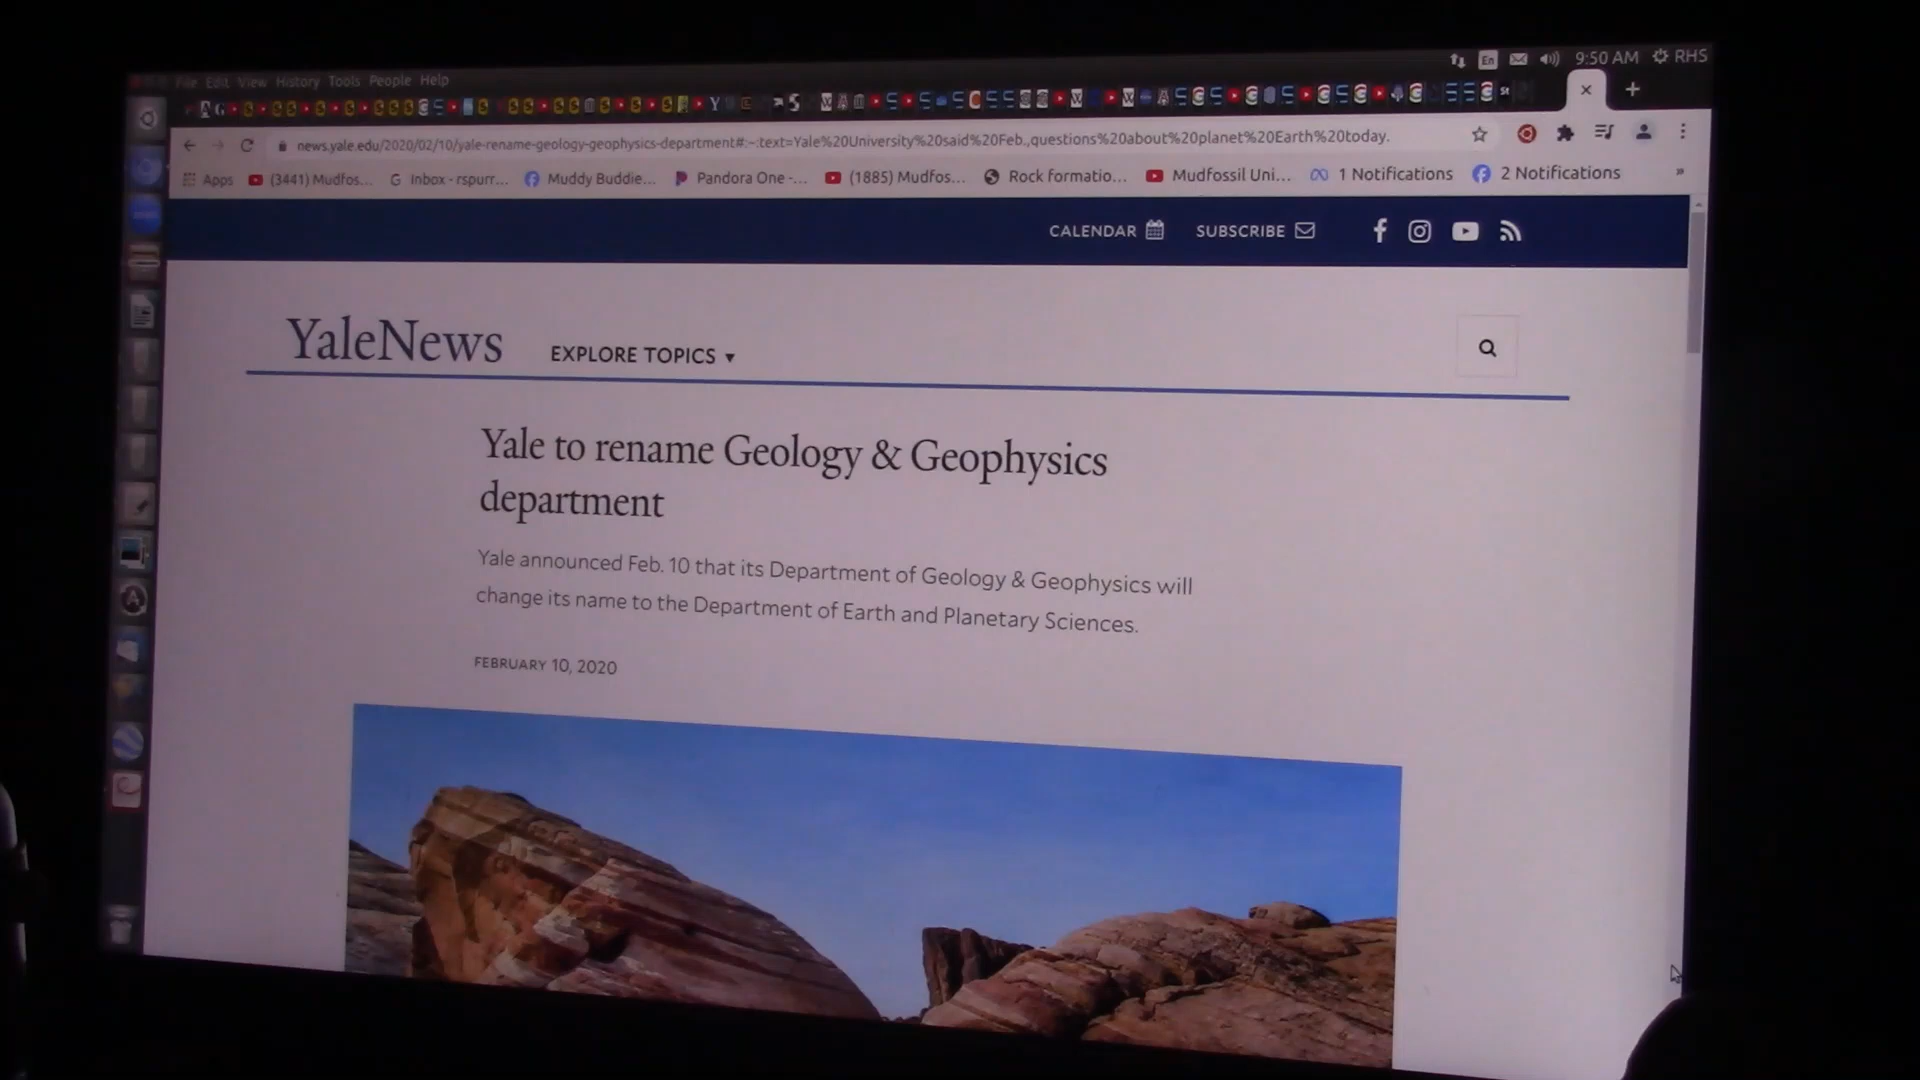 9:50 AM RHS
File Edit View History Tools People Help
news.yale.edu/2020/02/10/yale-rename-geology-geophysics-department#:~:text=Yale%20University%20said%20Feb.,questions%20about%20planet%20Earth%20today.
Apps (3441) Mudfos... Inbox - rspurr... Muddy Buddie... Pandora One -... (1885) Mudfos... Rock formatio... Mudfossil Uni... 1 Notifications 2 Notifications »
CALENDAR SUBSCRIBE
YaleNews EXPLORE TOPICS
Yale to rename Geology & Geophysics
department
Yale announced Feb. 10 that its Department of Geology & Geophysics will
change its name to the Department of Earth and Planetary Sciences.
FEBRUARY 10, 2020